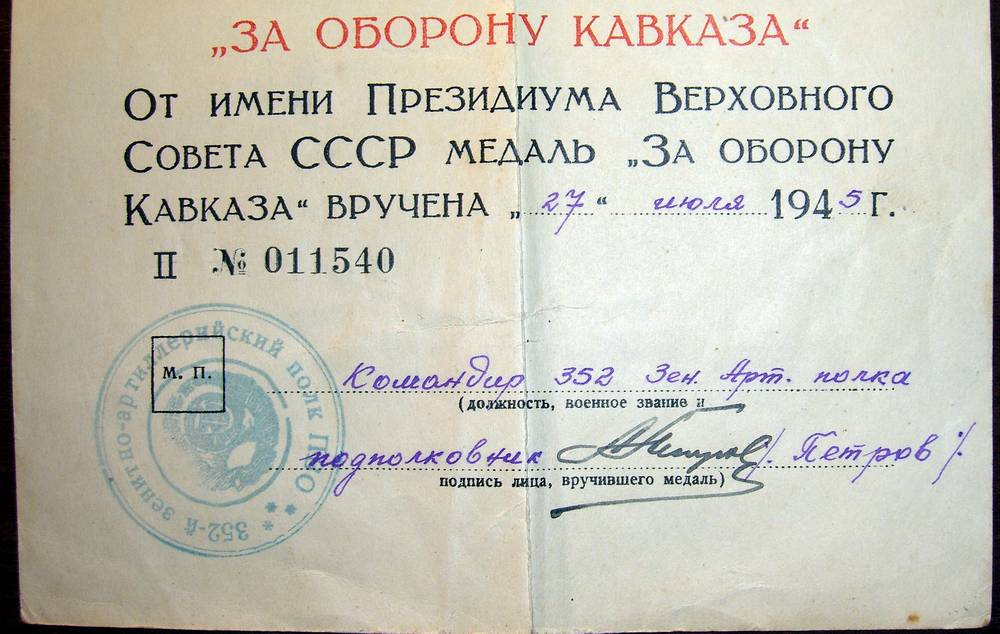 „ЗА ОБОРОНУ КАВКАЗА“
От имени Президиума Верховного
Совета СССР медаль „За оборону
Кавказа“ вручена „27“ июля 1945 г.
II № 011540
352-й зенитно-артиллерийский полк ПВО
М. П.
Командир 352 Зен. Арт. полка
(должность, военное звание и
подполковник /Петров/.
подпись лица, вручившего медаль)